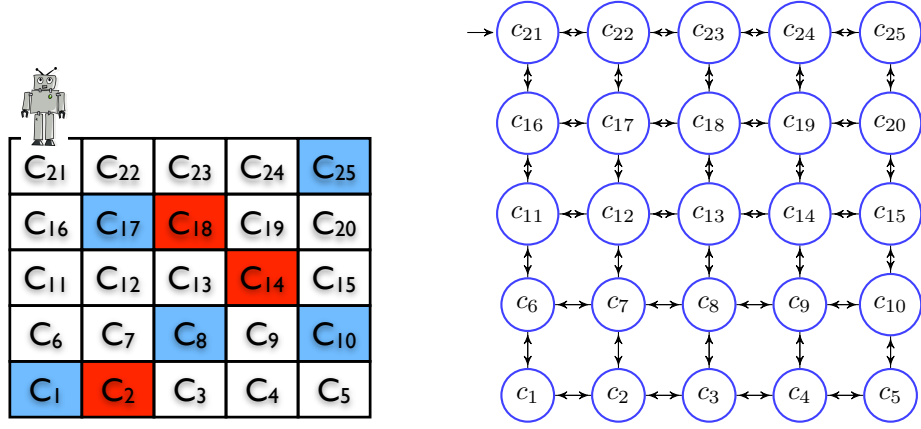 C21 C22 C23 C24 C25
C16 C17 C18 C19 C20
C11 C12 C13 C14 C15
C6 C7 C8 C9 C10
C1 C2 C3 C4 C5
c21 c22 c23 c24 c25
c16 c17 c18 c19 c20
c11 c12 c13 c14 c15
c6 c7 c8 c9 c10
c1 c2 c3 c4 c5